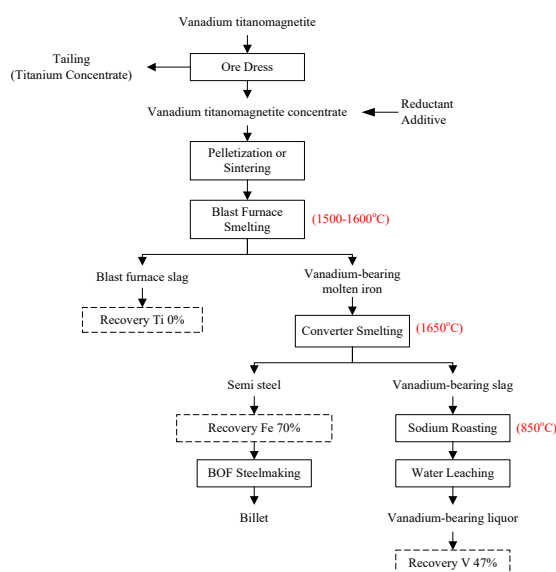 Vanadium titanomagnetite
Tailing
(Titanium Concentrate)
Ore Dress
Vanadium titanomagnetite concentrate
Reductant
Additive
Pelletization or
Sintering
Blast Furnace
Smelting
(1500-1600°C)
Blast furnace slag
Vanadium-bearing
molten iron
Recovery Ti 0%
Converter Smelting
(1650°C)
Semi steel
Vanadium-bearing slag
Recovery Fe 70%
Sodium Roasting
(850°C)
BOF Steelmaking
Water Leaching
Billet
Vanadium-bearing liquor
Recovery V 47%